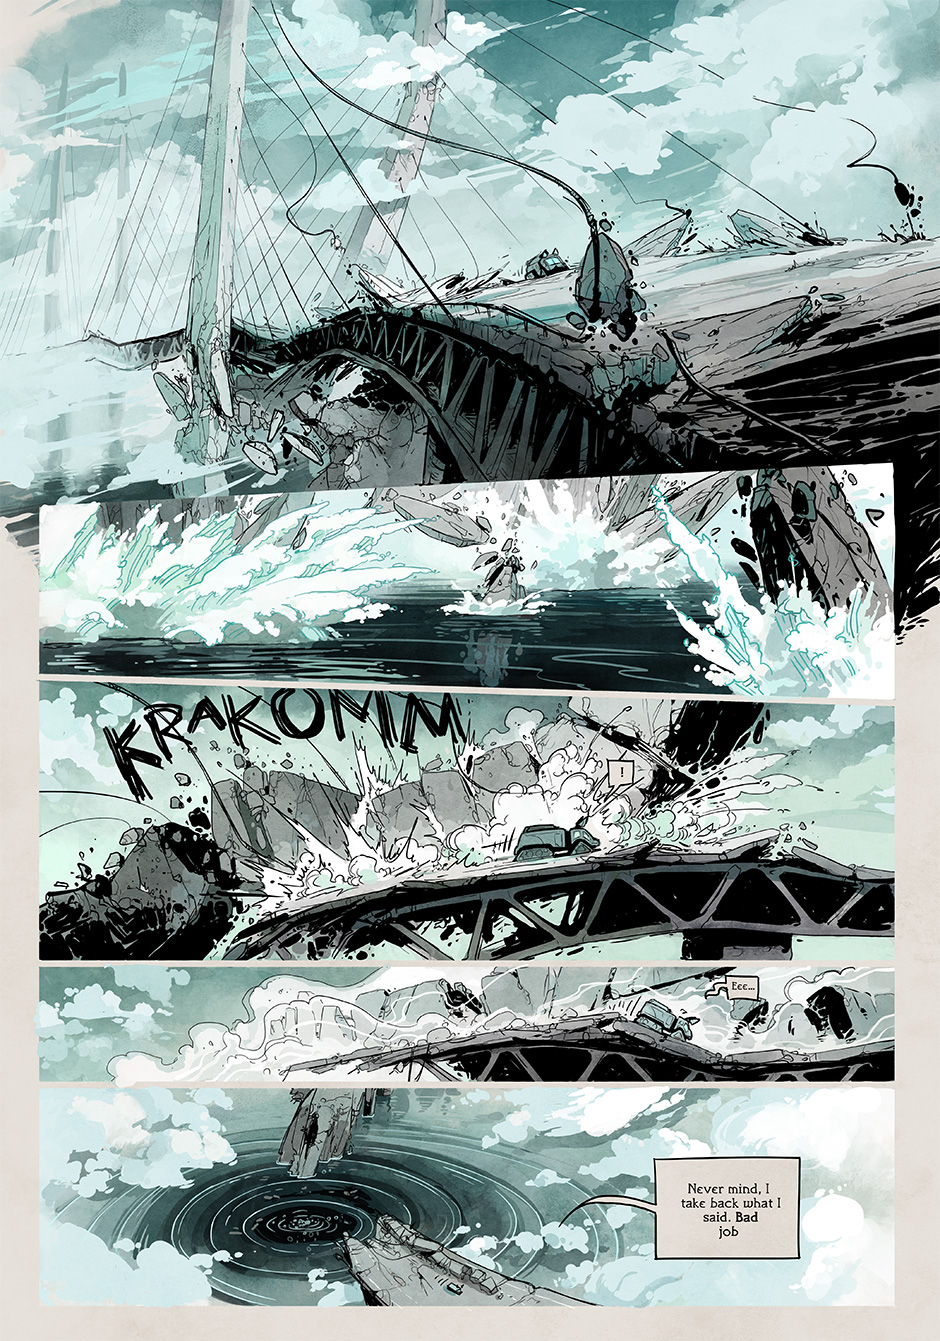 KRAKOMM
!
Eee...
Never mind, I
take back what I
said. Bad
job